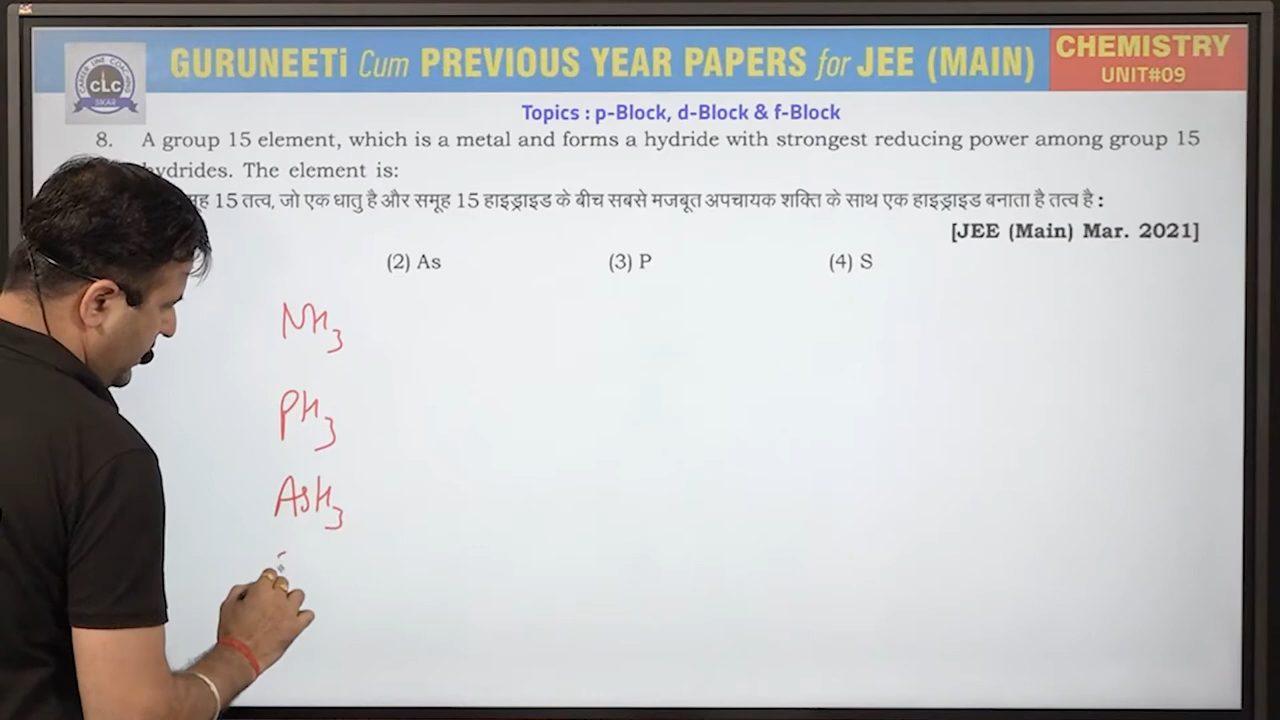 GURUNEETi Cum PREVIOUS YEAR PAPERS for JEE (MAIN)
CHEMISTRY
UNIT#09
CLC
SIKAR
Topics : p-Block, d-Block & f-Block
8. A group 15 element, which is a metal and forms a hydride with strongest reducing power among group 15
hydrides. The element is:
15 तत्व, जो एक धातु है और समूह 15 हाइड्राइड के बीच सबसे मजबूत अपचायक शक्ति के साथ एक हाइड्राइड बनाता है तत्व है :
[JEE (Main) Mar. 2021]
(2) As (3) P (4) S
NH3
PH3
AsH3